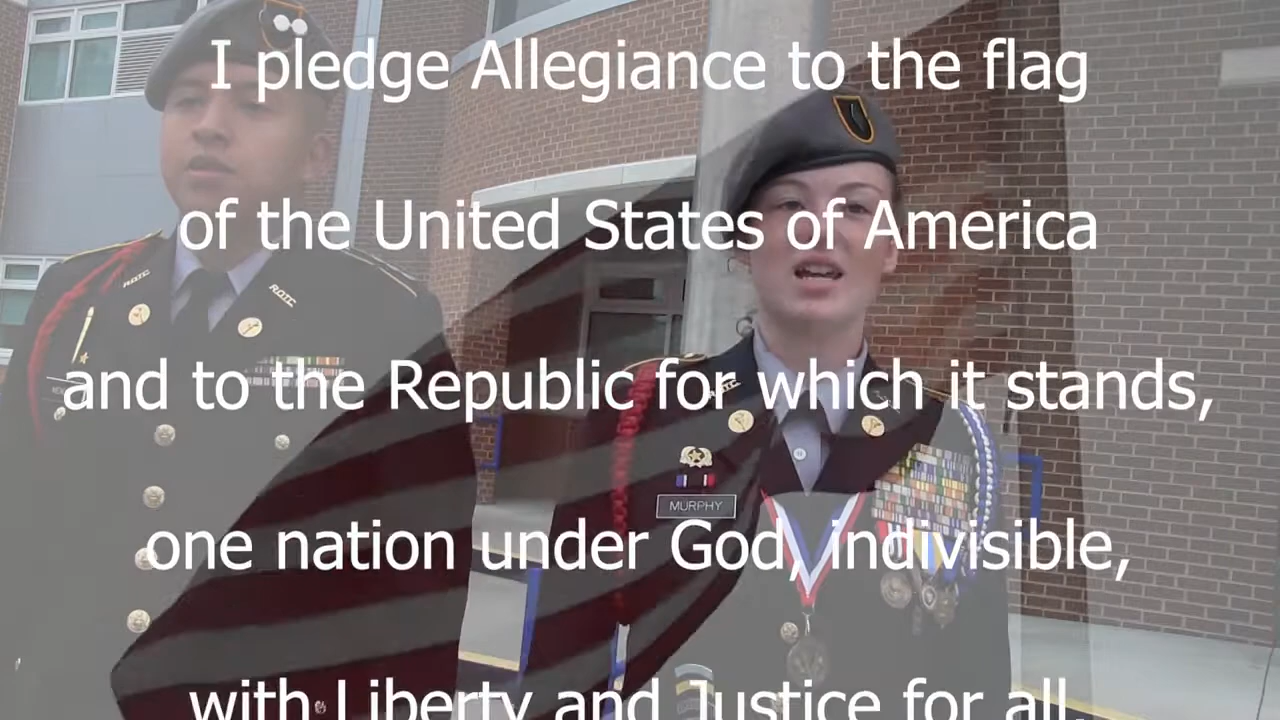 I pledge Allegiance to the flag
of the United States of America
ROTC
ROTC
and to the Republic for which it stands,
MURPHY
one nation under God, indivisible,
with Liberty and Justice for all.